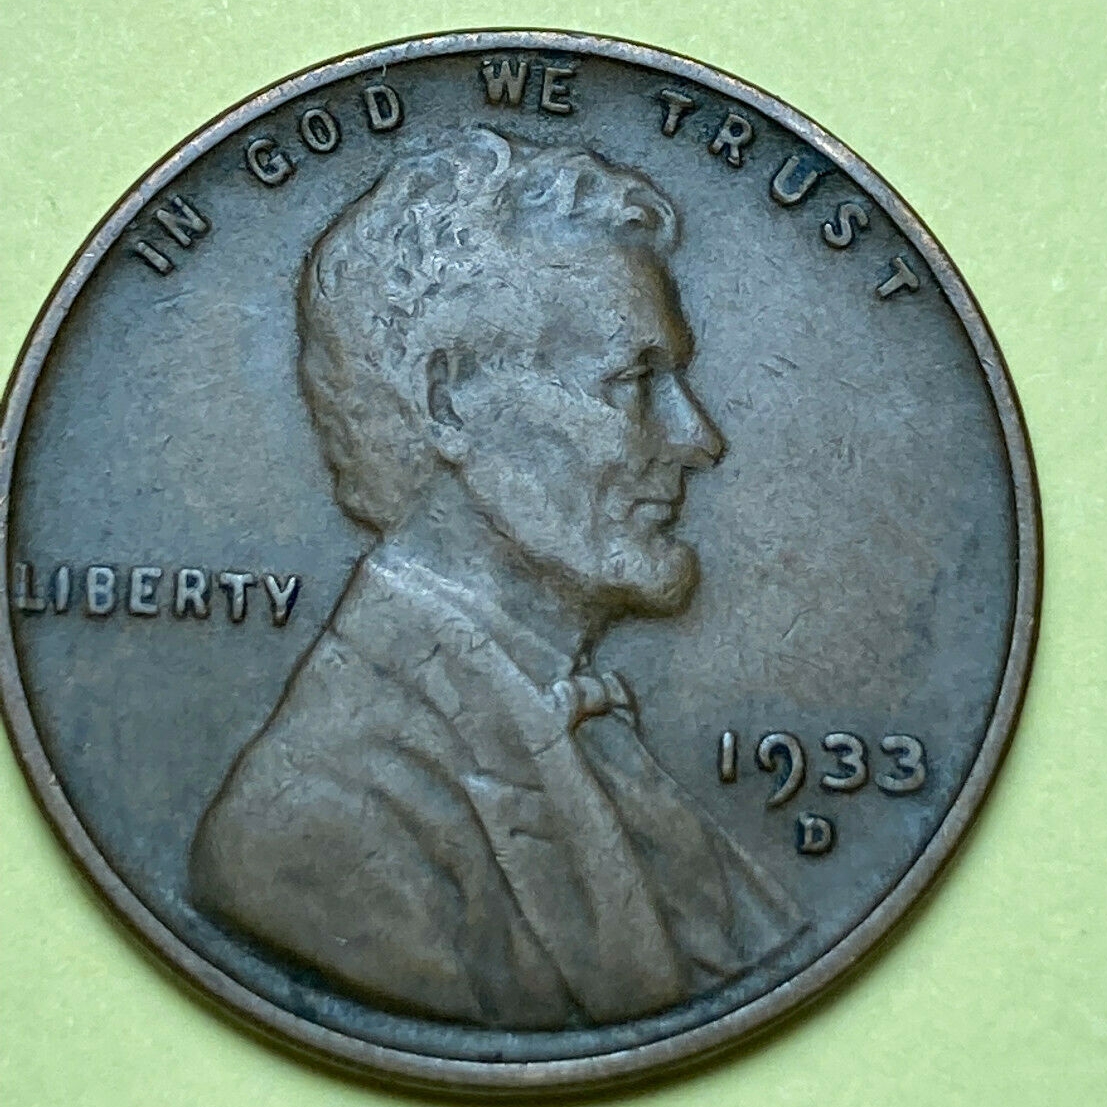 IN GOD WE TRUST
LIBERTY
1933
D